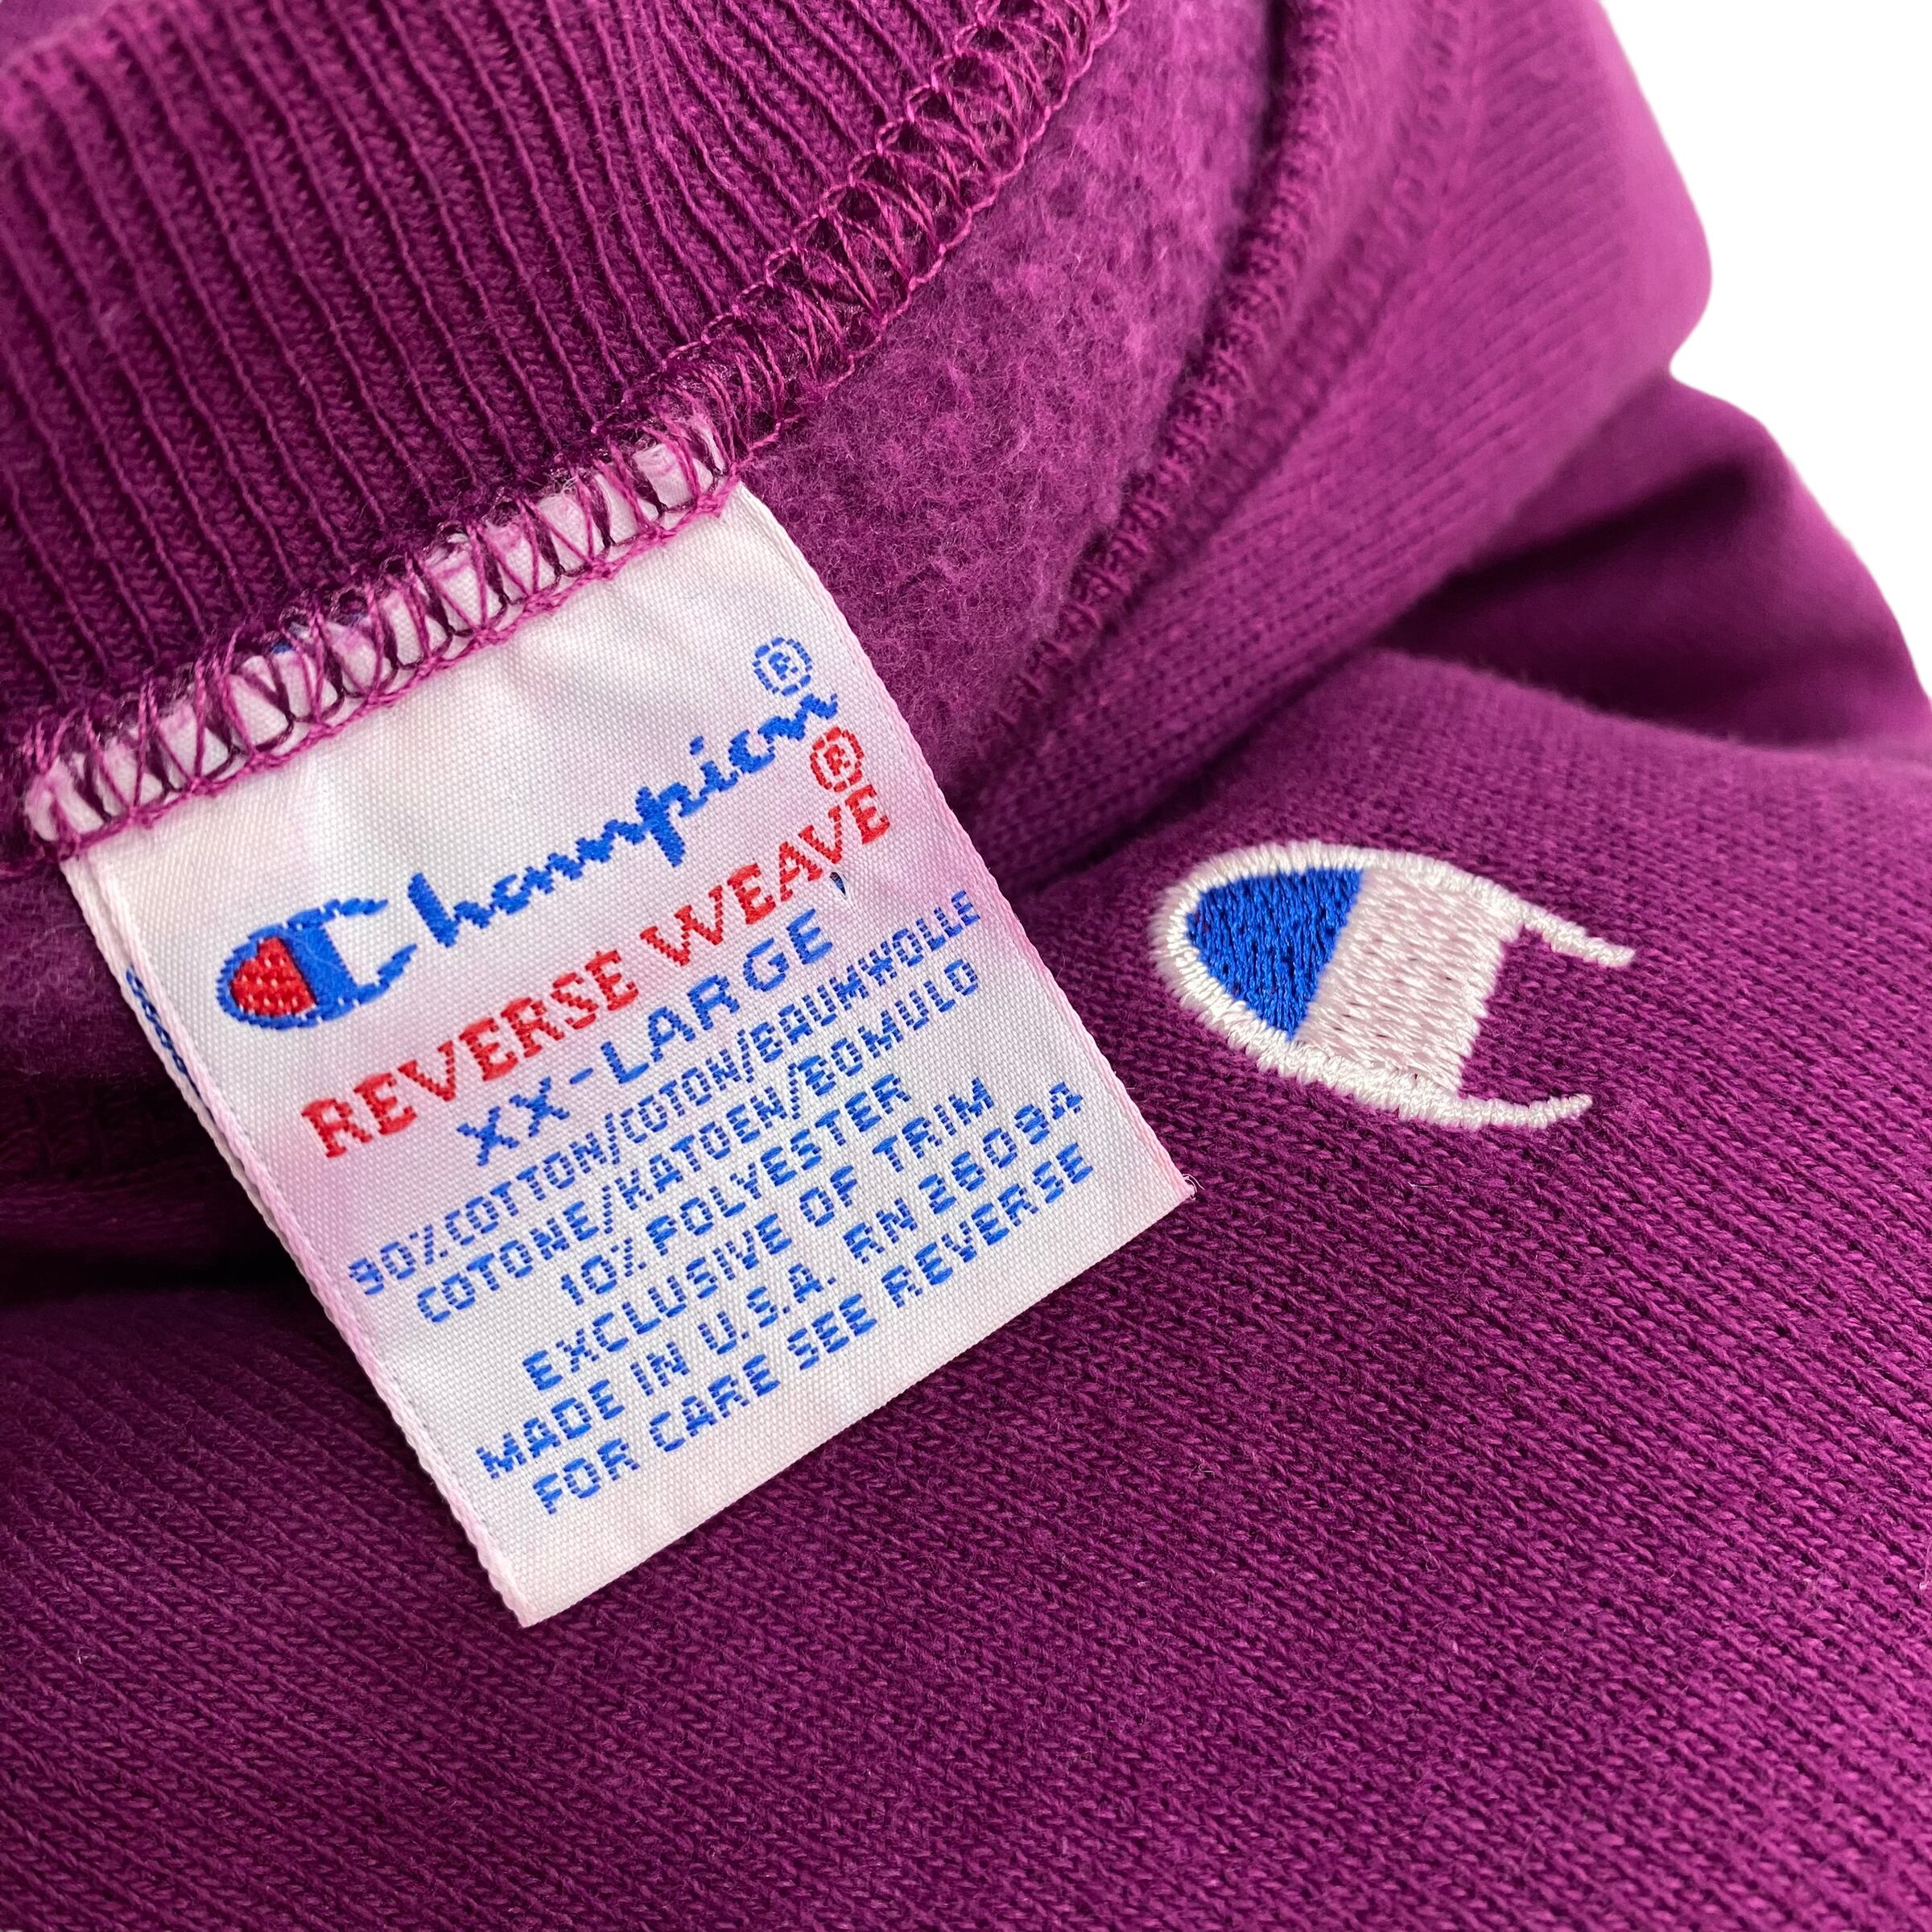 Champion®
REVERSE WEAVE®
XX-LARGE
90% COTTON/COTON/BAUMWOLLE
COTONE/KATOEN/BOMULD
10% POLYESTER
EXCLUSIVE OF TRIM
MADE IN U.S.A. RN 26094
FOR CARE SEE REVERSE